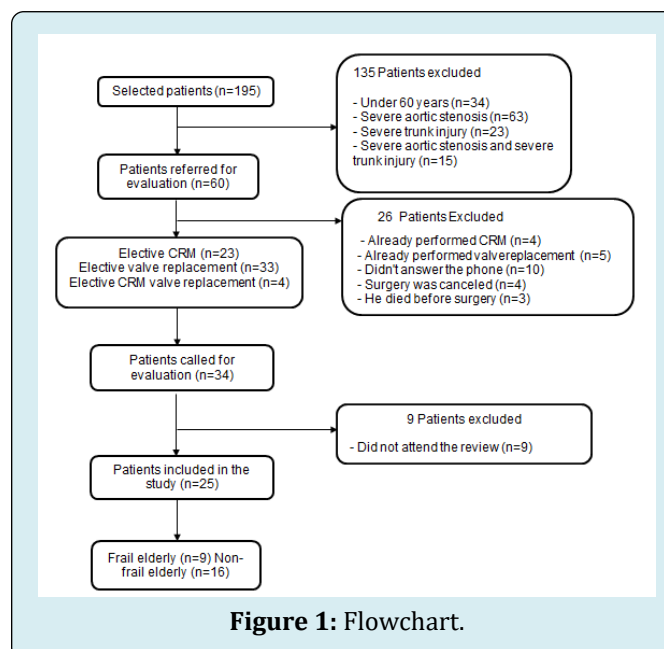 Selected patients (n=195)
135 Patients excluded
- Under 60 years (n=34)
- Severe aortic stenosis (n=63)
- Severe trunk injury (n=23)
- Severe aortic stenosis and severe
trunk injury (n=15)
Patients referred for
evaluation (n=60)
26 Patients Excluded
- Already performed CRM (n=4)
- Already performed valvereplacement (n=5)
- Didn't answer the phone (n=10)
- Surgery was canceled (n=4)
- He died before surgery (n=3)
Elective CRM (n=23)
Elective valve replacement (n=33)
Elective CRM valve replacement (n=4)
Patients called for
evaluation (n=34)
9 Patients excluded
- Did not attend the review (n=9)
Patients included in the
study (n=25)
Frail elderly (n=9) Non-
frail elderly (n=16)
Figure 1: Flowchart.